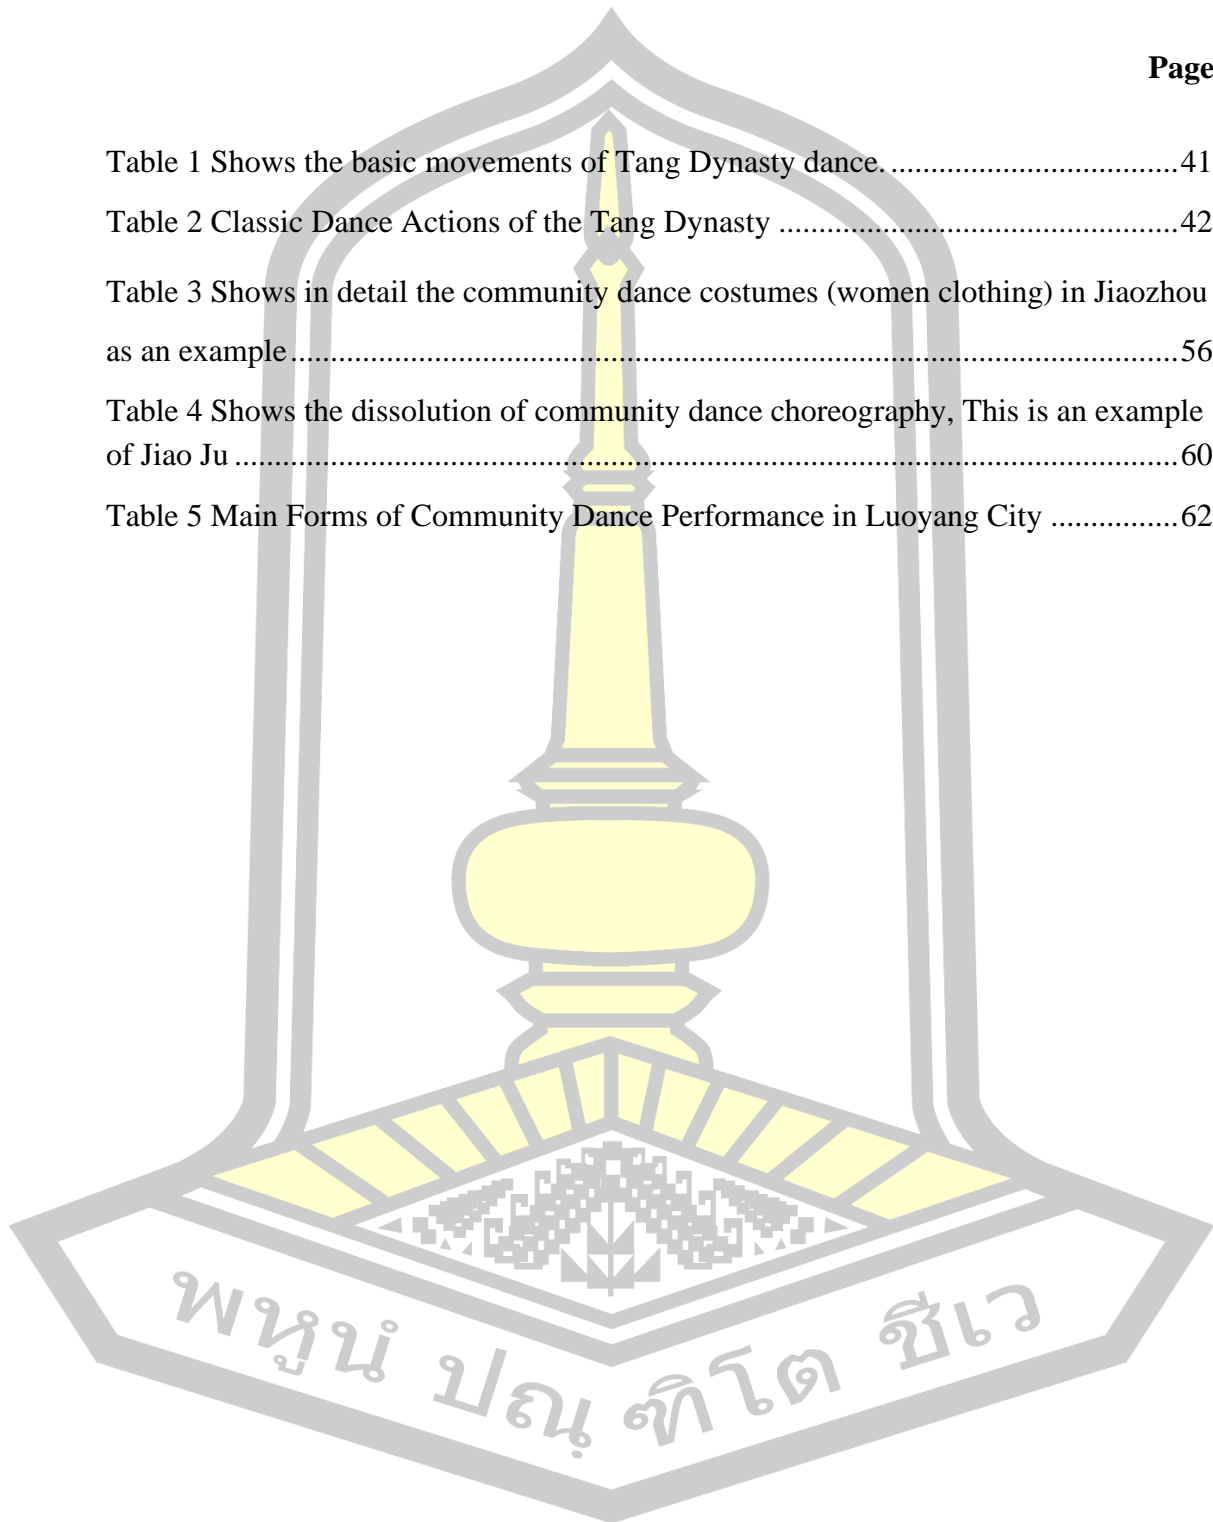 Page
Table 1 Shows the basic movements of Tang Dynasty dance. ....................................41
Table 2 Classic Dance Actions of the Tang Dynasty ..................................................42
Table 3 Shows in detail the community dance costumes (women clothing) in Jiaozhou
as an example...............................................................................................................56
Table 4 Shows the dissolution of community dance choreography, This is an example
of Jiao Ju ......................................................................................................................60
Table 5 Main Forms of Community Dance Performance in Luoyang City ................62
พหูนํ ปณฺฑิโต ชีเว